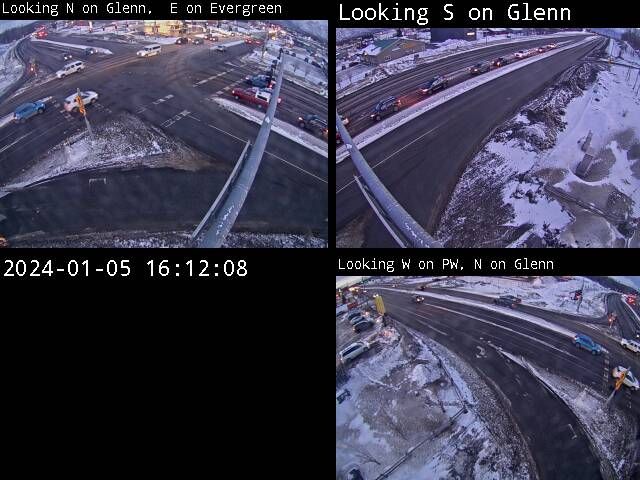 Looking N on Glenn,  E on Evergreen
Looking S on Glenn
2024-01-05 16:12:08
Looking W on PW, N on Glenn